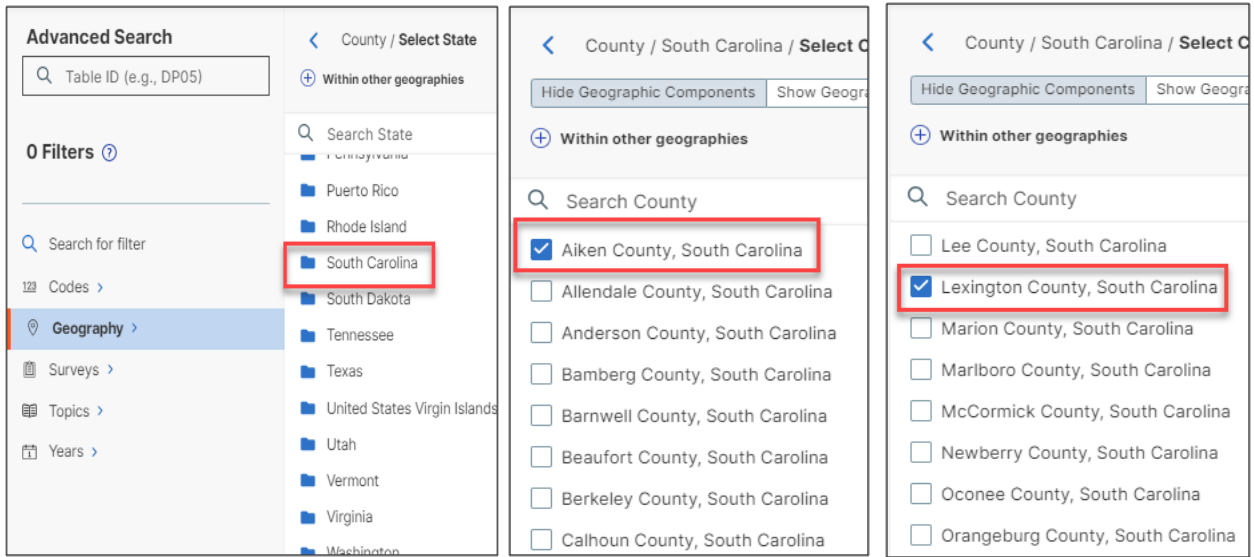 Advanced Search
Table ID (e.g., DP05)
0 Filters
Search for filter
123 Codes
Geography
Surveys
Topics
Years
County / Select State
Within other geographies
Search State
Pennsylvania
Puerto Rico
Rhode Island
South Carolina
South Dakota
Tennessee
Texas
United States Virgin Islands
Utah
Vermont
Virginia
Washington
County / South Carolina / Select C
Hide Geographic Components Show Geogra
Within other geographies
Search County
Aiken County, South Carolina
Allendale County, South Carolina
Anderson County, South Carolina
Bamberg County, South Carolina
Barnwell County, South Carolina
Beaufort County, South Carolina
Berkeley County, South Carolina
Calhoun County, South Carolina
County / South Carolina / Select C
Hide Geographic Components Show Geogra
Within other geographies
Search County
Lee County, South Carolina
Lexington County, South Carolina
Marion County, South Carolina
Marlboro County, South Carolina
McCormick County, South Carolina
Newberry County, South Carolina
Oconee County, South Carolina
Orangeburg County, South Carolina